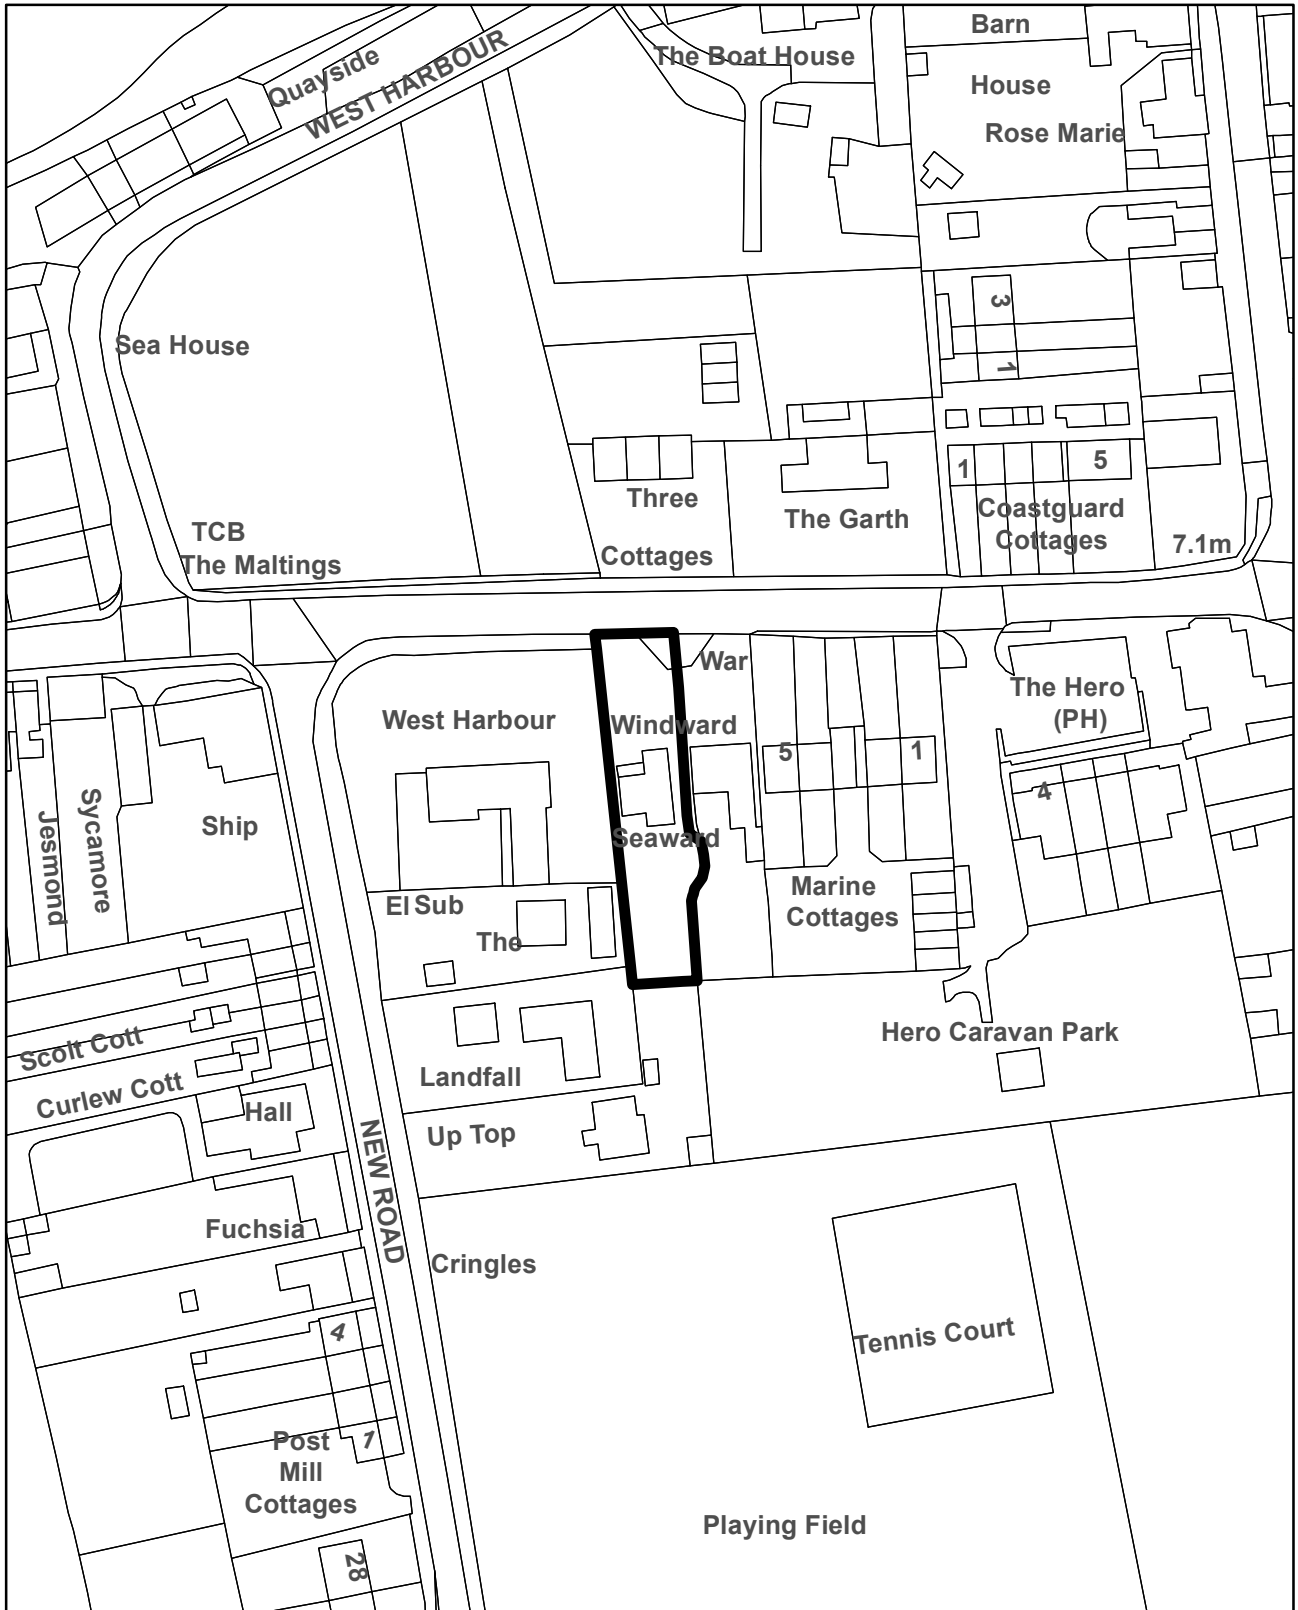 Barn
Quayside
WEST HARBOUR
The Boat House
House
Rose Marie
3
Sea House
1
1
5
Three
Coastguard
The Garth
TCB
Cottages
7.1m
Cottages
The Maltings
War
The Hero
West Harbour
Windward
(PH)
5
1
4
Sycamore
Jesmond
Ship
Seaward
Marine
El Sub
Cottages
The
Hero Caravan Park
Scolt Cott
Landfall
Curlew Cott
Hall
Up Top
NEW ROAD
Fuchsia
Cringles
4
Tennis Court
Post
1
Mill
Cottages
Playing Field
28